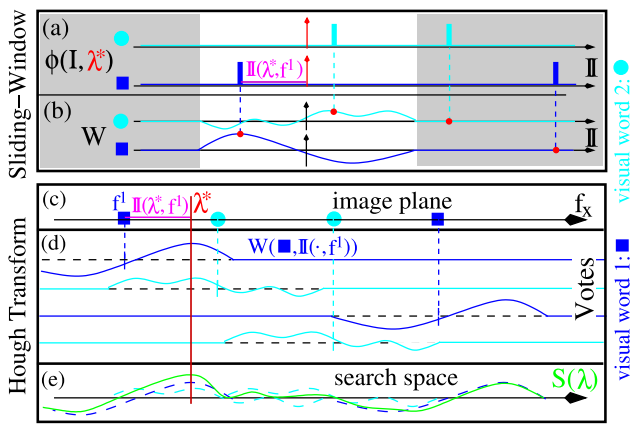 (a)
ϕ(I,λ*)
𝕀(λ*,f¹)
𝕀
(b)
W
𝕀
Sliding-Window
visual word 2:
(c)
f¹
𝕀(λ*,f¹)
λ*
image plane
fₓ
(d)
W(■,𝕀(·,f¹))
Votes
Hough Transform
visual word 1:
(e)
search space
S(λ)